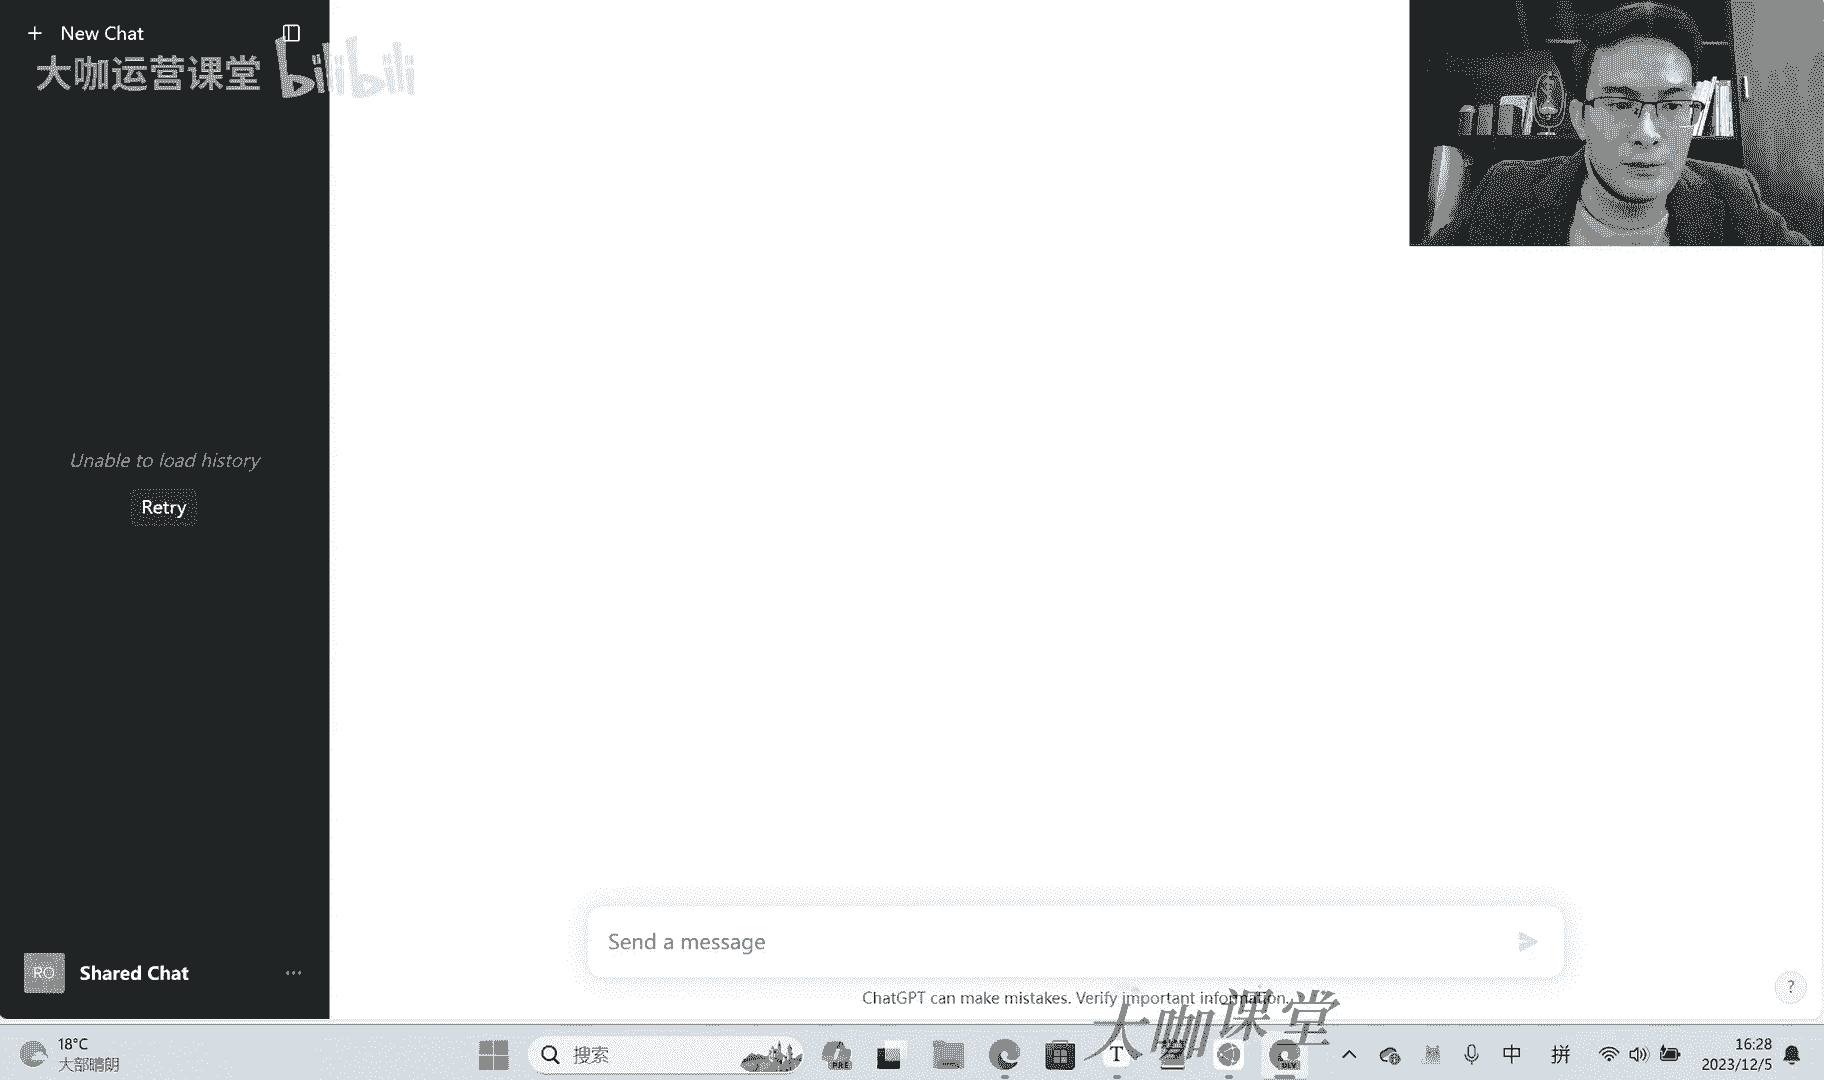 New Chat
大咖运营课堂 bilibili
Unable to load history
Retry
RO
Shared Chat
Send a message
ChatGPT can make mistakes. Verify important information.
?
大咖课堂
18°C
大部晴朗
搜索
PRE
T
DEV
中
拼
16:28
2023/12/5